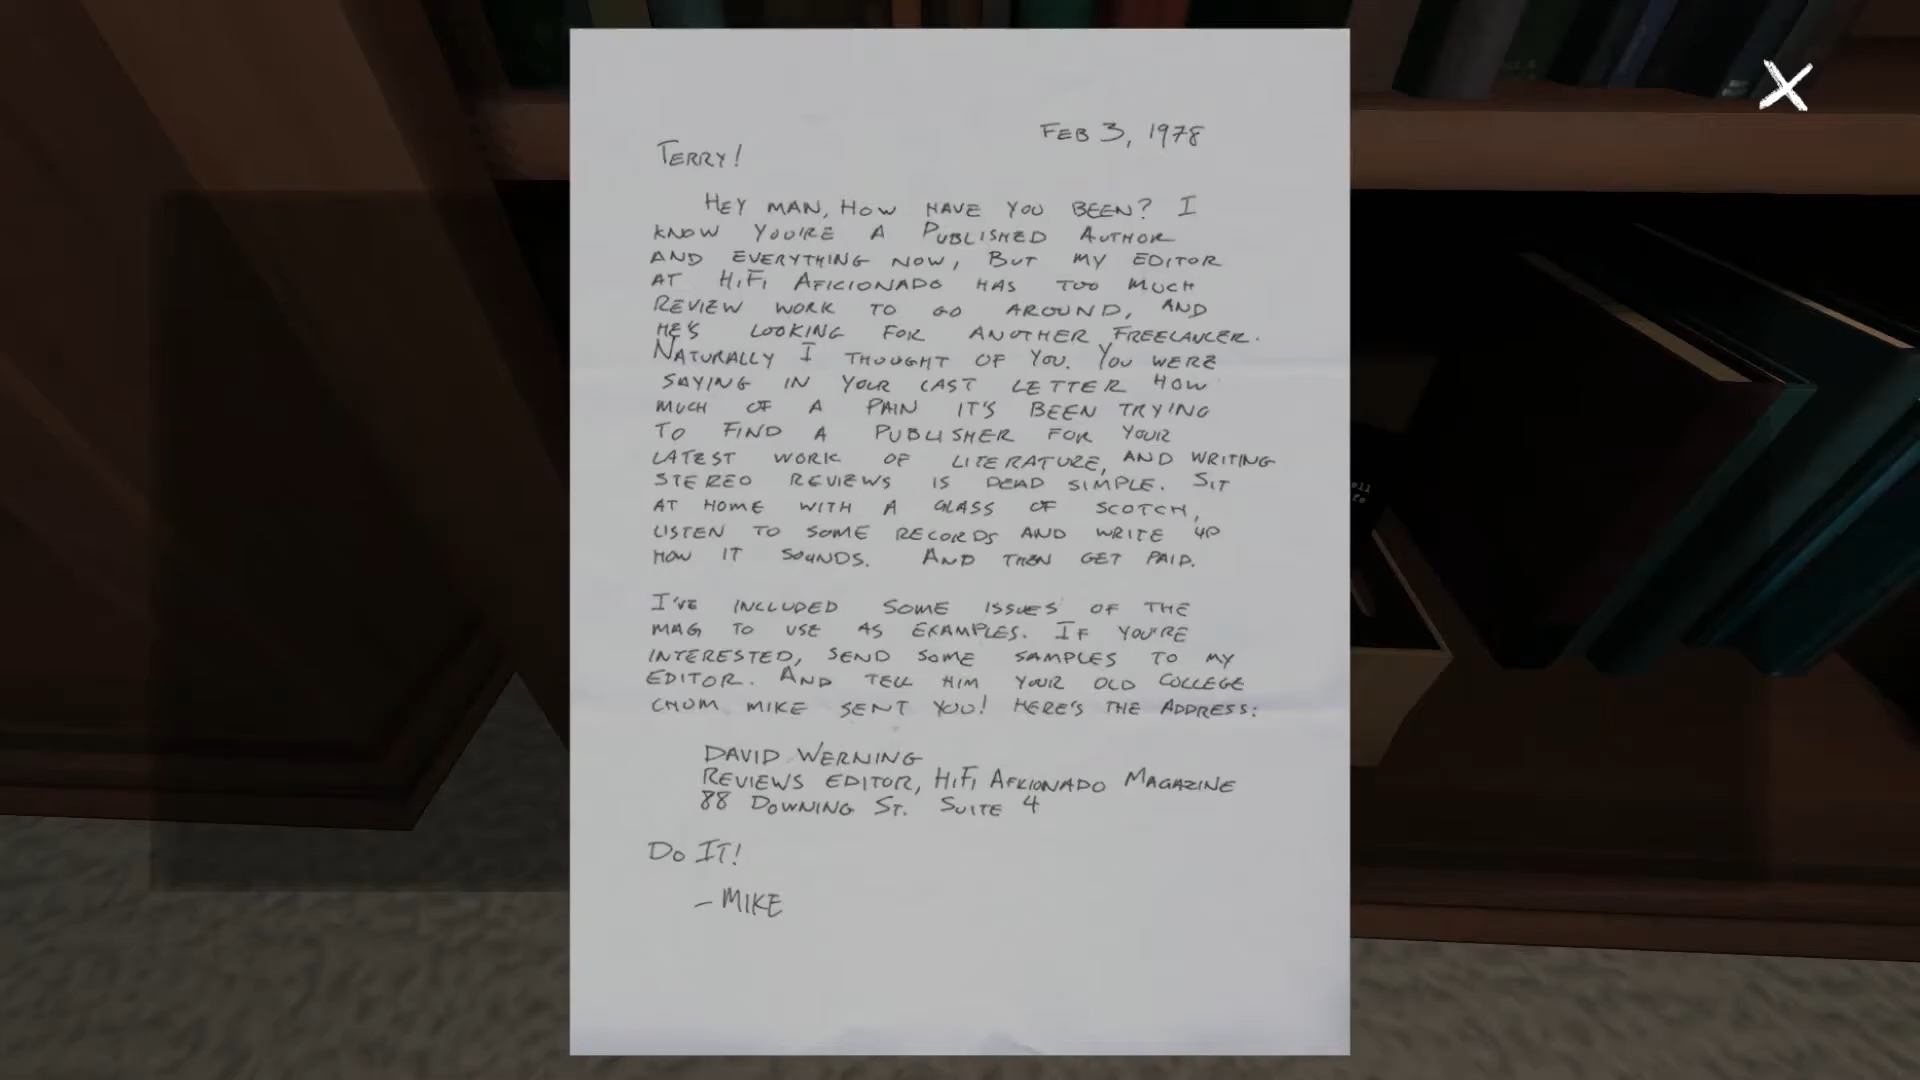 FEB 3, 1978
TERRY!
HEY MAN, HOW HAVE YOU BEEN? I
KNOW YOU'RE A PUBLISHED AUTHOR
AND EVERYTHING NOW, BUT MY EDITOR
AT HIFI AFICIONADO HAS TOO MUCH
REVIEW WORK TO GO AROUND, AND
HE'S LOOKING FOR ANOTHER FREELANCER.
NATURALLY I THOUGHT OF YOU. YOU WERE
SAYING IN YOUR LAST LETTER HOW
MUCH OF A PAIN IT'S BEEN TRYING
TO FIND A PUBLISHER FOR YOUR
LATEST WORK OF LITERATURE, AND WRITING
STEREO REVIEWS IS DEAD SIMPLE. SIT
AT HOME WITH A GLASS OF SCOTCH,
LISTEN TO SOME RECORDS AND WRITE UP
HOW IT SOUNDS. AND THEN GET PAID.
I'VE INCLUDED SOME ISSUES OF THE
MAG TO USE AS EXAMPLES. IF YOU'RE
INTERESTED, SEND SOME SAMPLES TO MY
EDITOR. AND TELL HIM YOUR OLD COLLEGE
CHUM MIKE SENT YOU! HERE'S THE ADDRESS:
DAVID WERNING
REVIEWS EDITOR, HIFI AFICIONADO MAGAZINE
88 DOWNING ST. SUITE 4
DO IT!
– MIKE